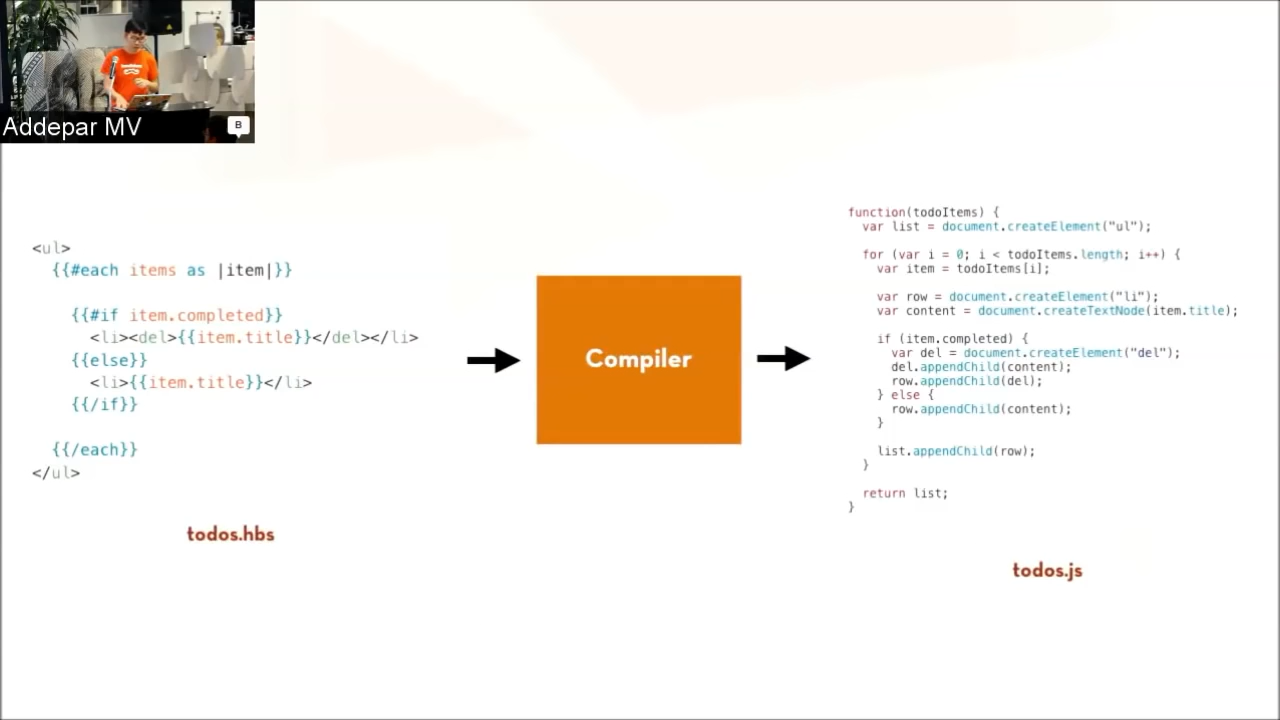 Addepar MV
B
<ul>
{{#each items as |item|}}
{{#if item.completed}}
<li><del>{{item.title}}</del></li>
{{else}}
<li>{{item.title}}</li>
{{/if}}
{{/each}}
</ul>
todos.hbs
Compiler
function(todoItems) {
var list = document.createElement("ul");
for (var i = 0; i < todoItems.length; i++) {
var item = todoItems[i];
var row = document.createElement("li");
var content = document.createTextNode(item.title);
if (item.completed) {
var del = document.createElement("del");
del.appendChild(content);
row.appendChild(del);
} else {
row.appendChild(content);
}
list.appendChild(row);
}
return list;
}
todos.js